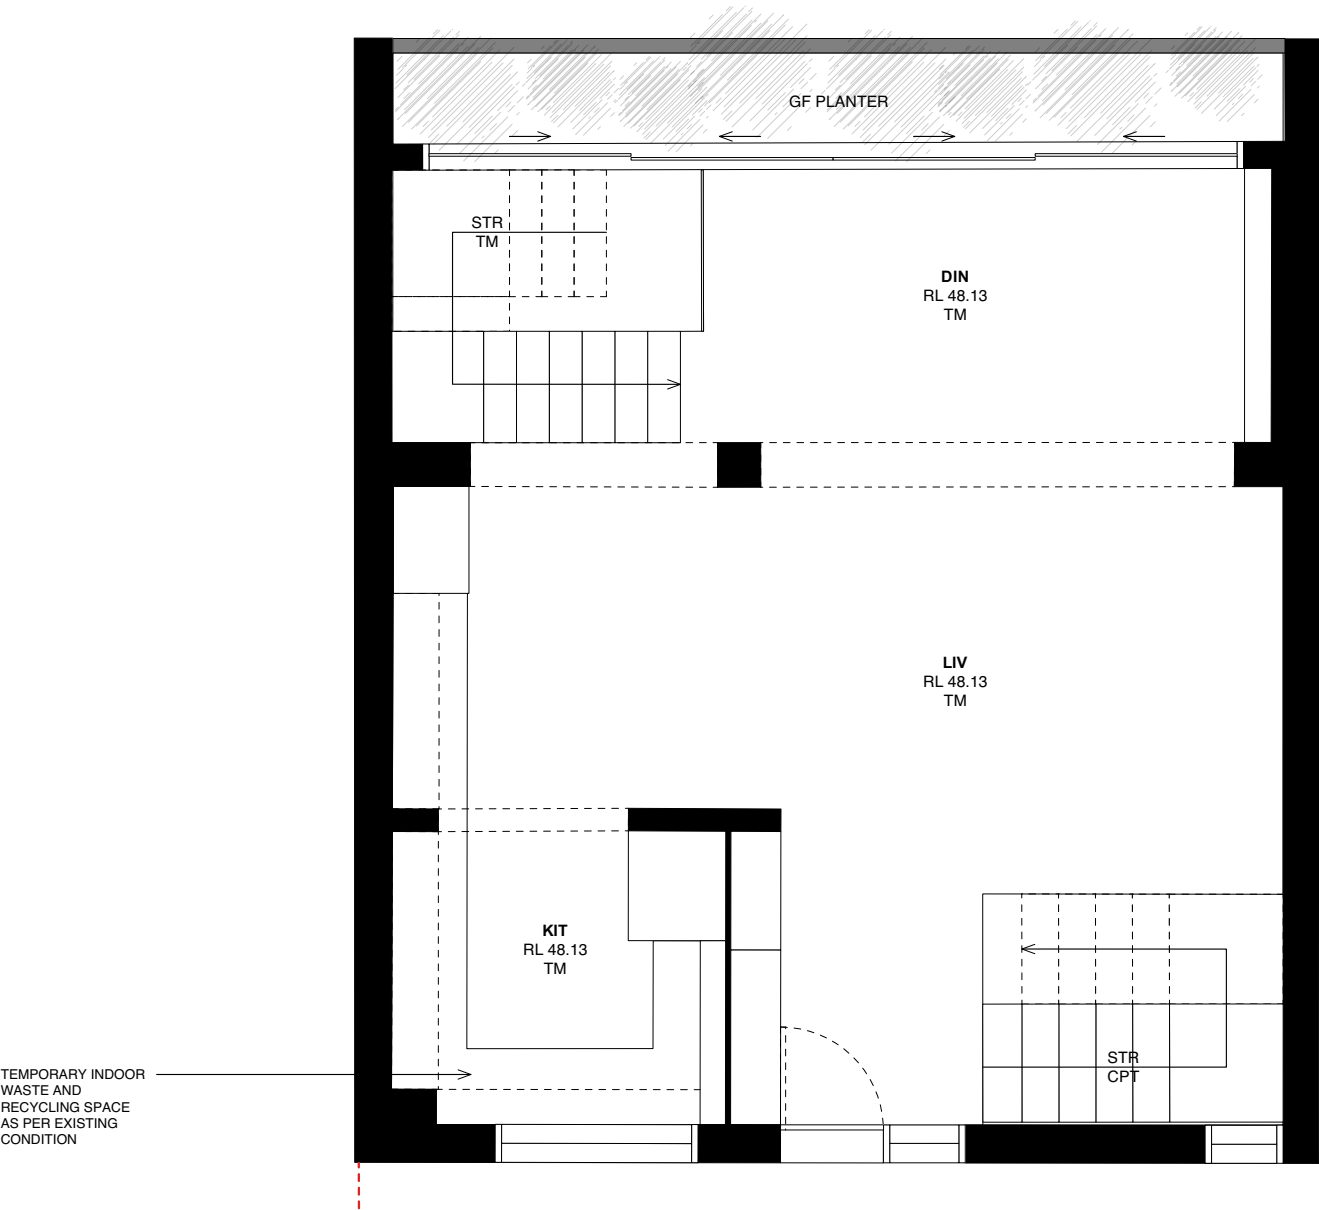 GF PLANTER
STR
TM
DIN
RL 48.13
TM
LIV
RL 48.13
TM
KIT
RL 48.13
TM
STR
CPT
TEMPORARY INDOOR
WASTE AND
RECYCLING SPACE
AS PER EXISTING
CONDITION